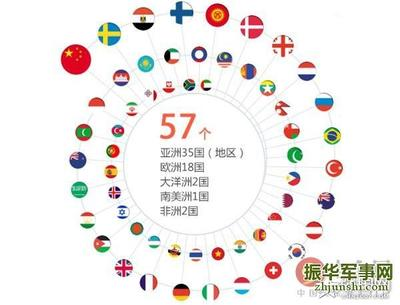 57个
亚洲35国（地区）
欧洲18国
大洋洲2国
南美洲1国
非洲2国
振华军事网
zhjunshi.com